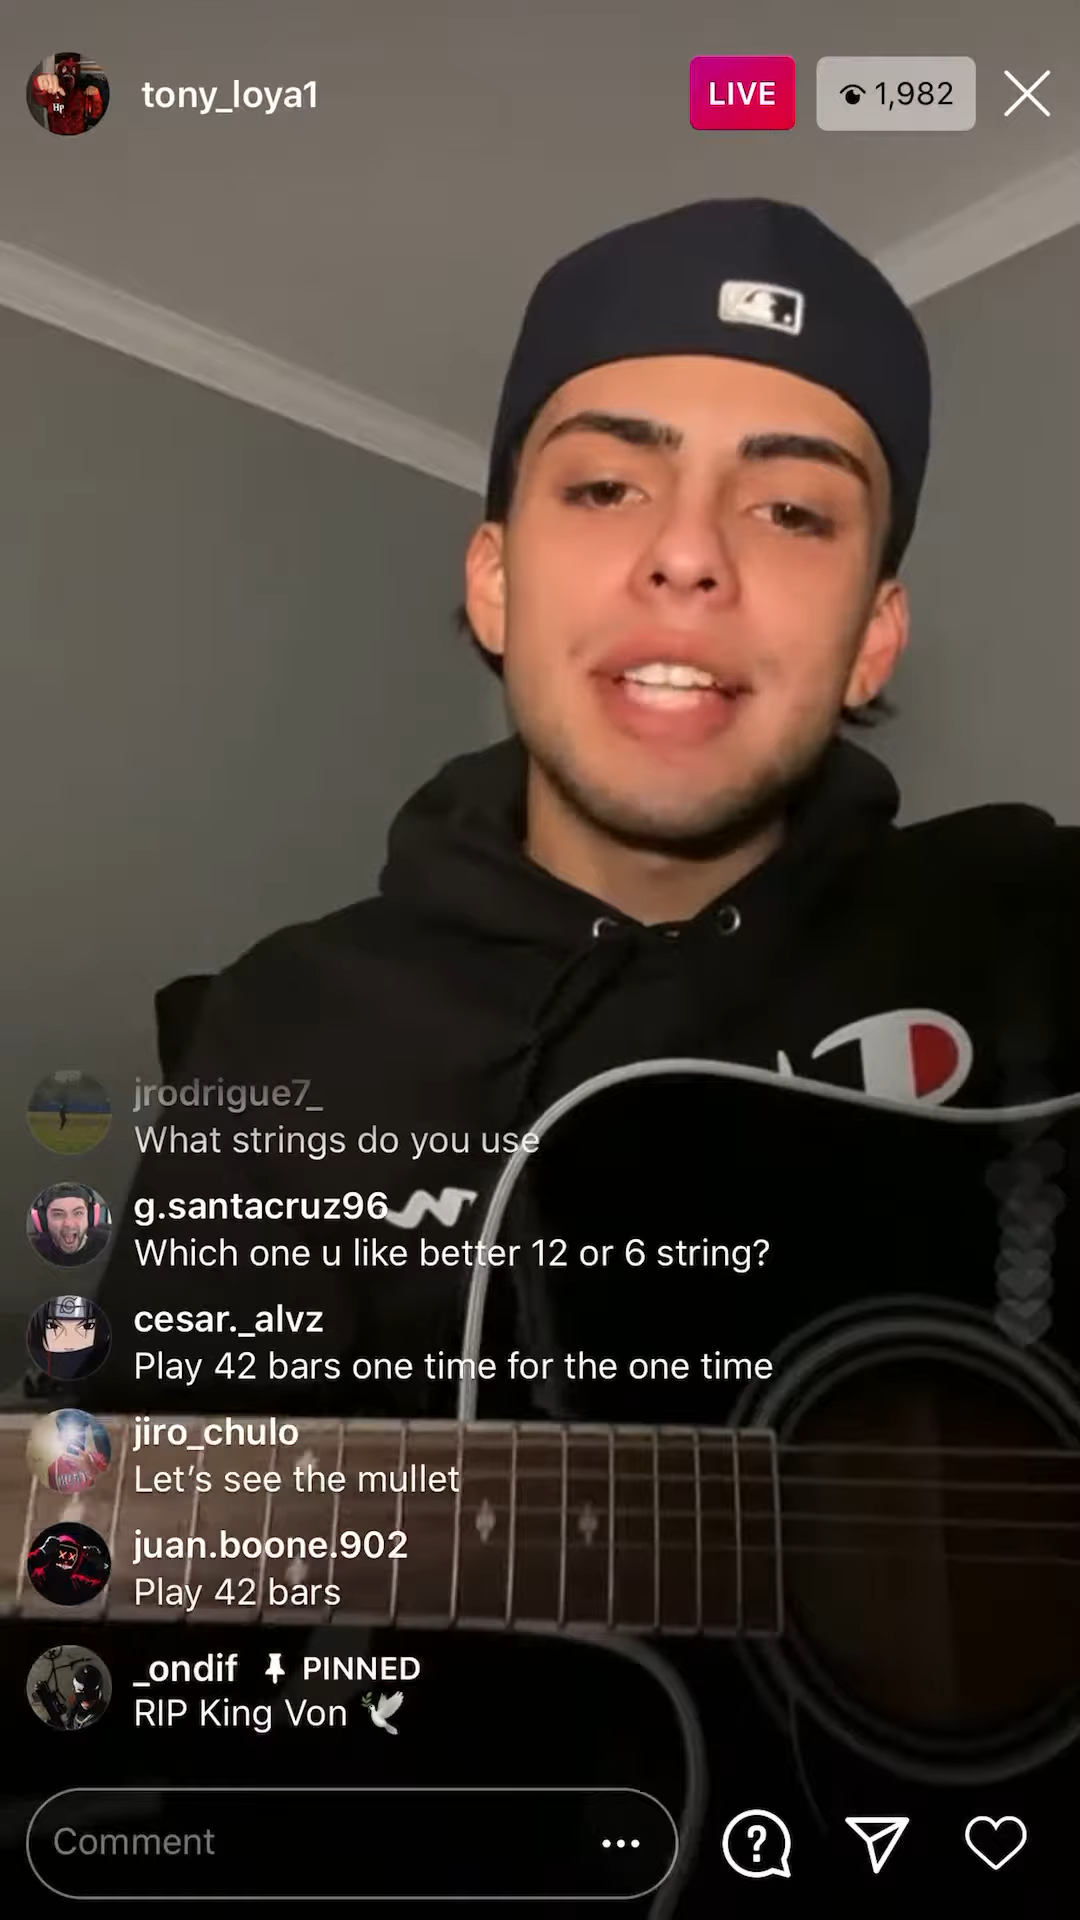 tony_loya1
LIVE
1,982
jrodrigue7_
What strings do you use
g.santacruz96
Which one u like better 12 or 6 string?
cesar._alvz
Play 42 bars one time for the one time
jiro_chulo
Let's see the mullet
juan.boone.902
Play 42 bars
_ondif PINNED
RIP King Von 🕊️
Comment